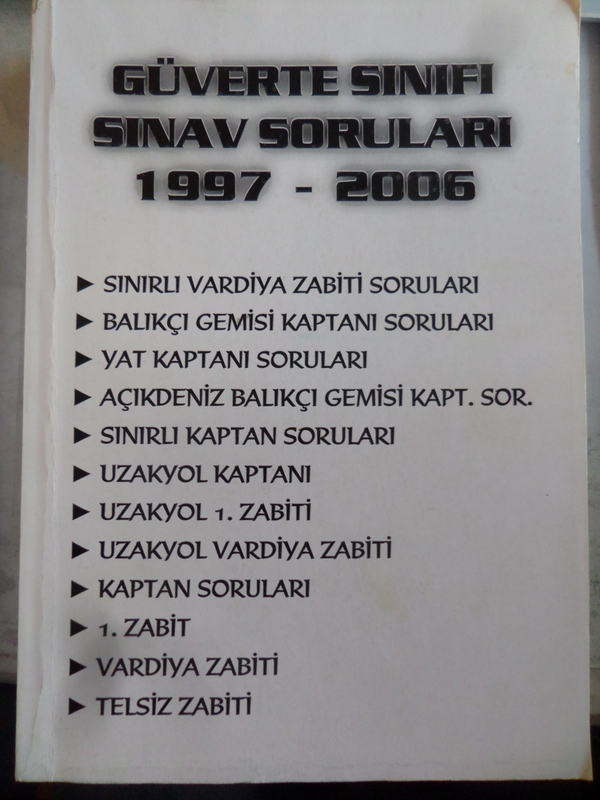 GÜVERTE SINIFI
SINAV SORULARI
1997 - 2006
► SINIRLI VARDİYA ZABİTİ SORULARI
► BALIKÇI GEMİSİ KAPTANI SORULARI
► YAT KAPTANI SORULARI
► AÇIKDENİZ BALIKÇI GEMİSİ KAPT. SOR.
► SINIRLI KAPTAN SORULARI
► UZAKYOL KAPTANI
► UZAKYOL 1. ZABİTİ
► UZAKYOL VARDİYA ZABİTİ
► KAPTAN SORULARI
► 1. ZABİT
► VARDİYA ZABİTİ
► TELSİZ ZABİTİ